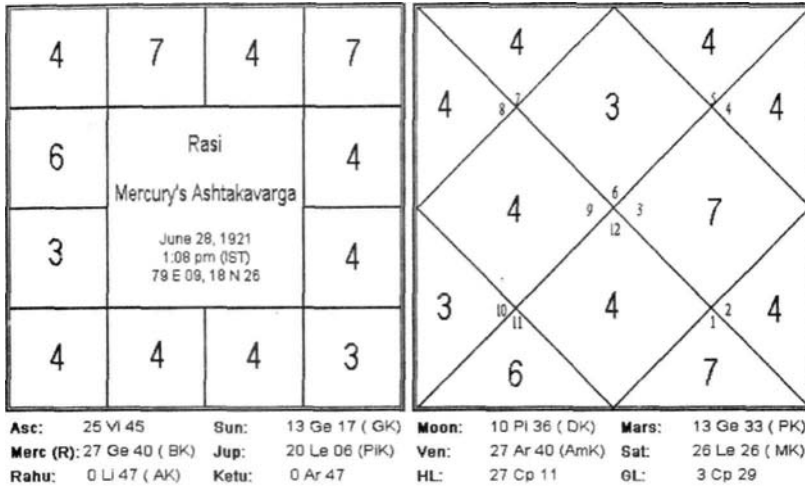 4 7 4 7
6 4
Rasi
Mercury's Ashtakavarga
June 28, 1921
1:08 pm (IST)
79 E 09, 18 N 26
3 4
4 4 4 3
4 4
7 5
4 8 3 4 4
6
4 9 3 7
12
3 10 4 2 4
11 1
6 7
Asc: 25 Vi 45 Sun: 13 Ge 17 ( GK) Moon: 10 Pi 36 ( DK) Mars: 13 Ge 33 ( PK)
Merc (R): 27 Ge 40 ( BK) Jup: 20 Le 06 (PiK) Ven: 27 Ar 40 (AmK) Sat: 26 Le 26 ( MK)
Rahu: 0 Li 47 ( AK) Ketu: 0 Ar 47 HL: 27 Cp 11 GL: 3 Cp 29